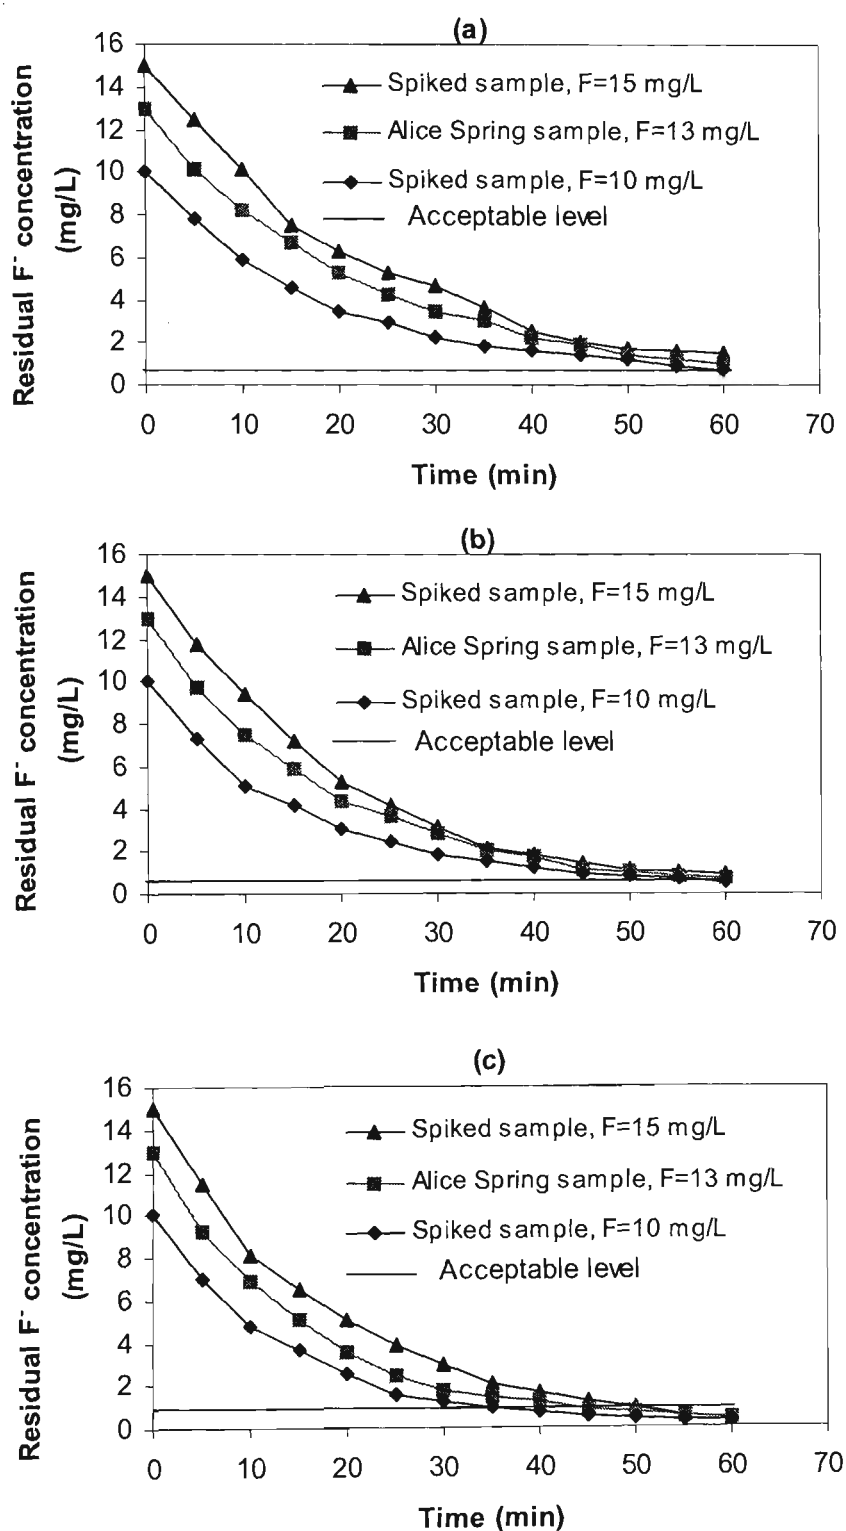 (a)
16
14
12
10
8
6
4
2
0
Residual F⁻ concentration
(mg/L)
Spiked sample, F=15 mg/L
Alice Spring sample, F=13 mg/L
Spiked sample, F=10 mg/L
Acceptable level
0 10 20 30 40 50 60 70
Time (min)
(b)
16
14
12
10
8
6
4
2
0
Residual F⁻ concentration
(mg/L)
Spiked sample, F=15 mg/L
Alice Spring sample, F=13 mg/L
Spiked sample, F=10 mg/L
Acceptable level
0 10 20 30 40 50 60 70
Time (min)
(c)
16
14
12
10
8
6
4
2
0
Residual F⁻ concentration
(mg/L)
Spiked sample, F=15 mg/L
Alice Spring sample, F=13 mg/L
Spiked sample, F=10 mg/L
Acceptable level
0 10 20 30 40 50 60 70
Time (min)